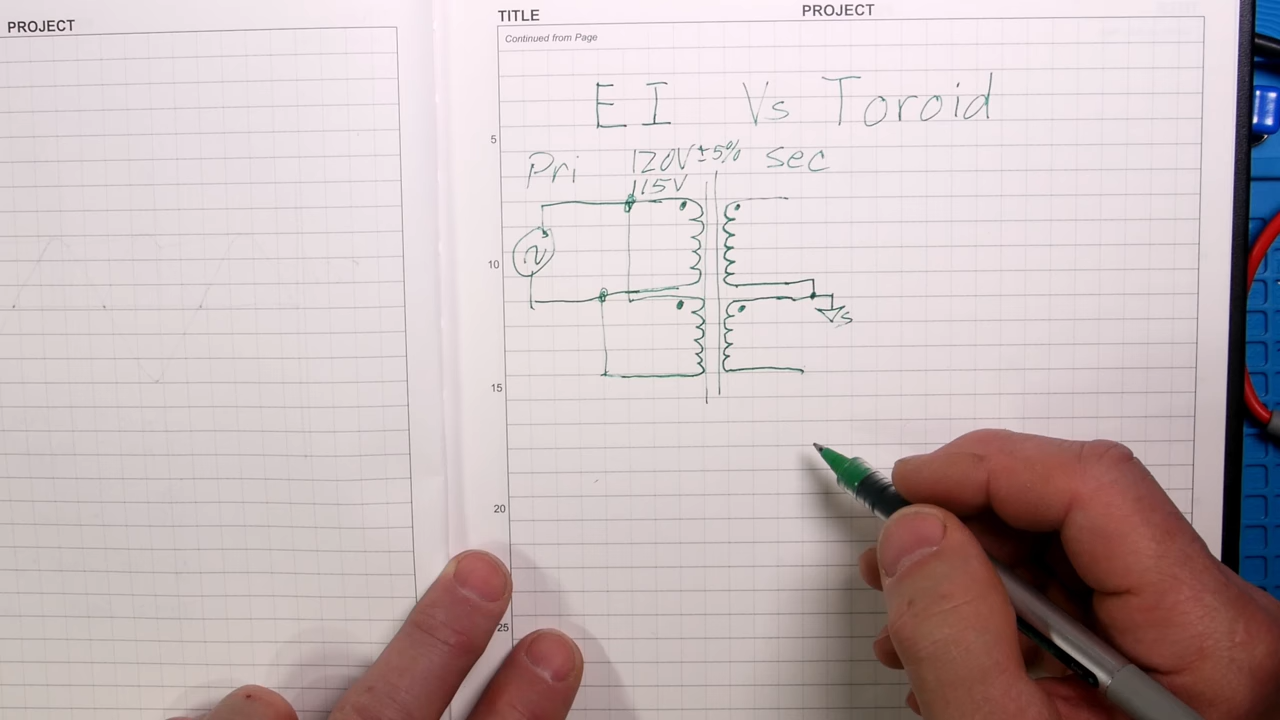 PROJECT
TITLE PROJECT
Continued from Page
EI Vs Toroid
5
Pri 120V±5% sec
115V
10
S
15
20
25